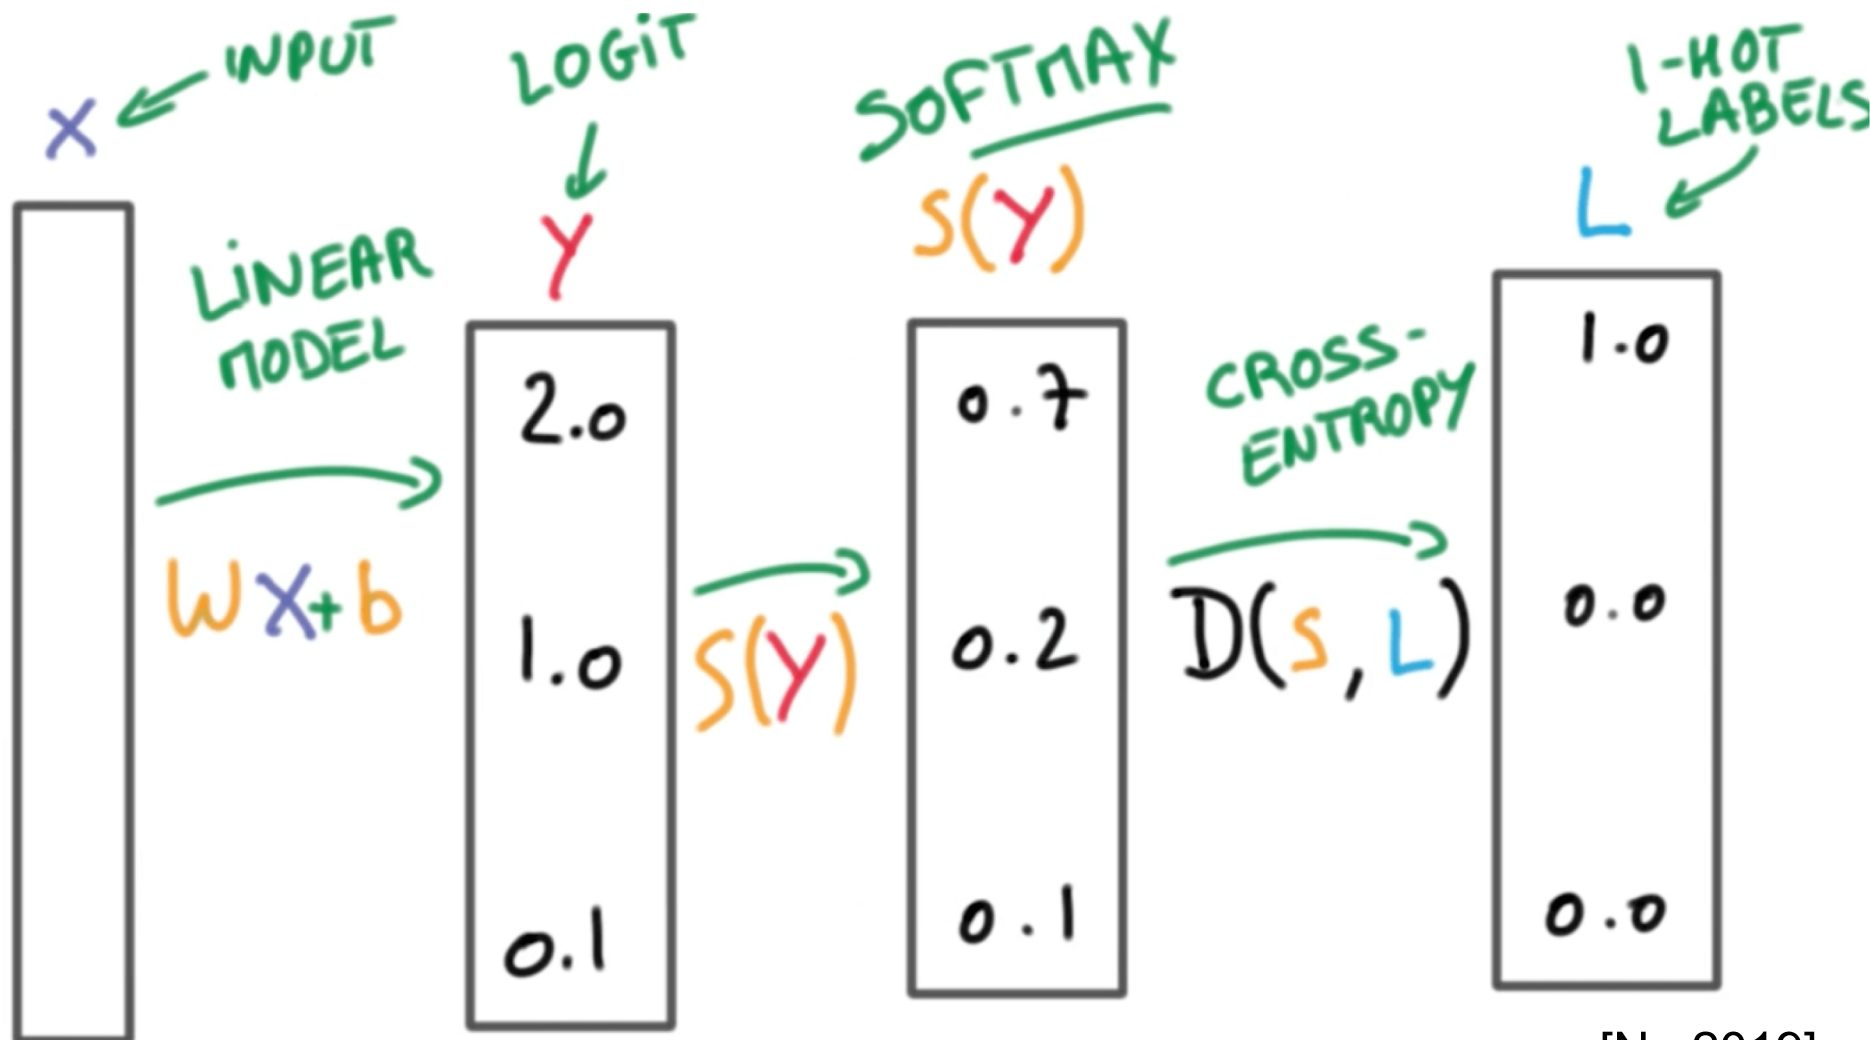 X
INPUT
LINEAR
MODEL
WX+b
LOGIT
Y
2.0
1.0
0.1
S(Y)
SOFTMAX
S(Y)
0.7
0.2
0.1
CROSS-
ENTROPY
D(S,L)
1-HOT
LABELS
L
1.0
0.0
0.0